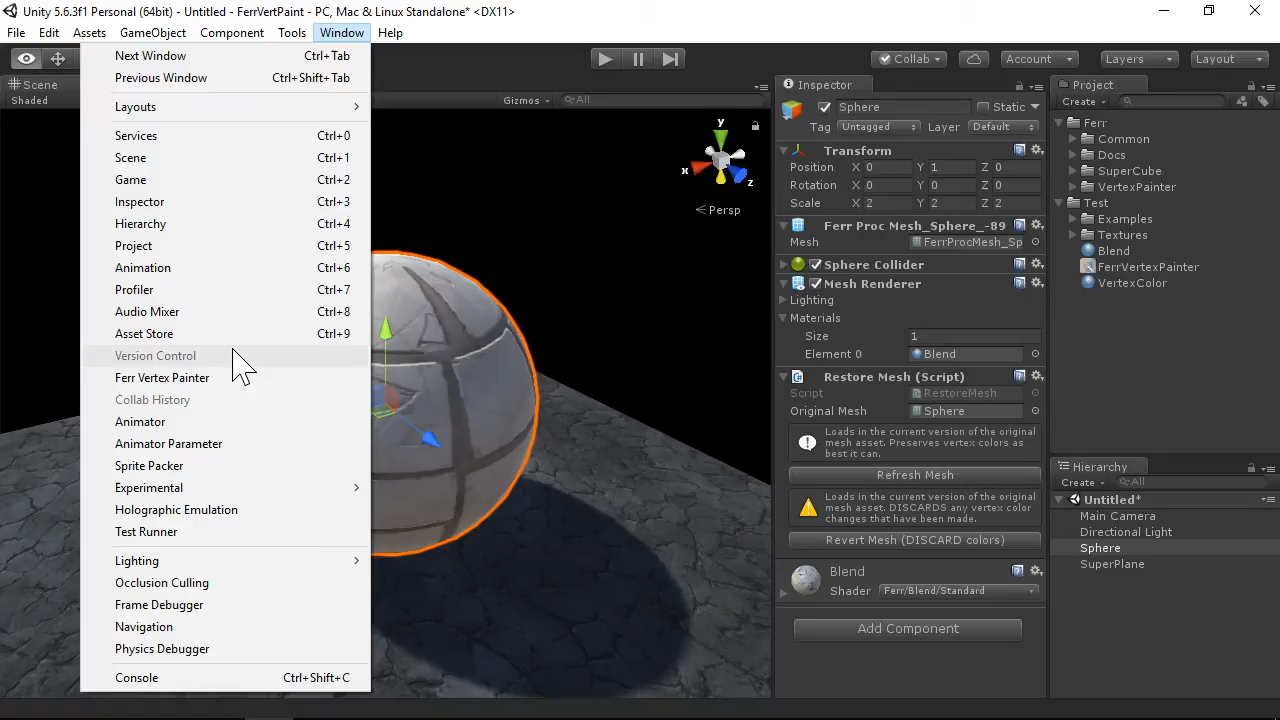 Unity 5.6.3f1 Personal (64bit) - Untitled - FerrVertPaint - PC, Mac & Linux Standalone* <DX11>
File Edit Assets GameObject Component Tools Window Help
Collab Account Layers Layout
Scene
Shaded
Gizmos All
y
x
z
Persp
Next Window Ctrl+Tab
Previous Window Ctrl+Shift+Tab
Layouts
Services Ctrl+0
Scene Ctrl+1
Game Ctrl+2
Inspector Ctrl+3
Hierarchy Ctrl+4
Project Ctrl+5
Animation Ctrl+6
Profiler Ctrl+7
Audio Mixer Ctrl+8
Asset Store Ctrl+9
Version Control
Ferr Vertex Painter
Collab History
Animator
Animator Parameter
Sprite Packer
Experimental
Holographic Emulation
Test Runner
Lighting
Occlusion Culling
Frame Debugger
Navigation
Physics Debugger
Console Ctrl+Shift+C
Inspector
Sphere Static
Tag Untagged Layer Default
Transform
Position X 0 Y 1 Z 0
Rotation X 0 Y 0 Z 0
Scale X 2 Y 2 Z 2
Ferr Proc Mesh_Sphere_-89
Mesh FerrProcMesh_Sp
Sphere Collider
Mesh Renderer
Lighting
Materials
Size 1
Element 0 Blend
Restore Mesh (Script)
Script RestoreMesh
Original Mesh Sphere
Loads in the current version of the original
mesh asset. Preserves vertex colors as
best it can.
Refresh Mesh
Loads in the current version of the original
mesh asset. DISCARDS any vertex color
changes that have been made.
Revert Mesh (DISCARD colors)
Blend
Shader Ferr/Blend/Standard
Add Component
Project
Create
Ferr
Common
Docs
SuperCube
VertexPainter
Test
Examples
Textures
Blend
FerrVertexPainter
VertexColor
Hierarchy
Create All
Untitled*
Main Camera
Directional Light
Sphere
SuperPlane